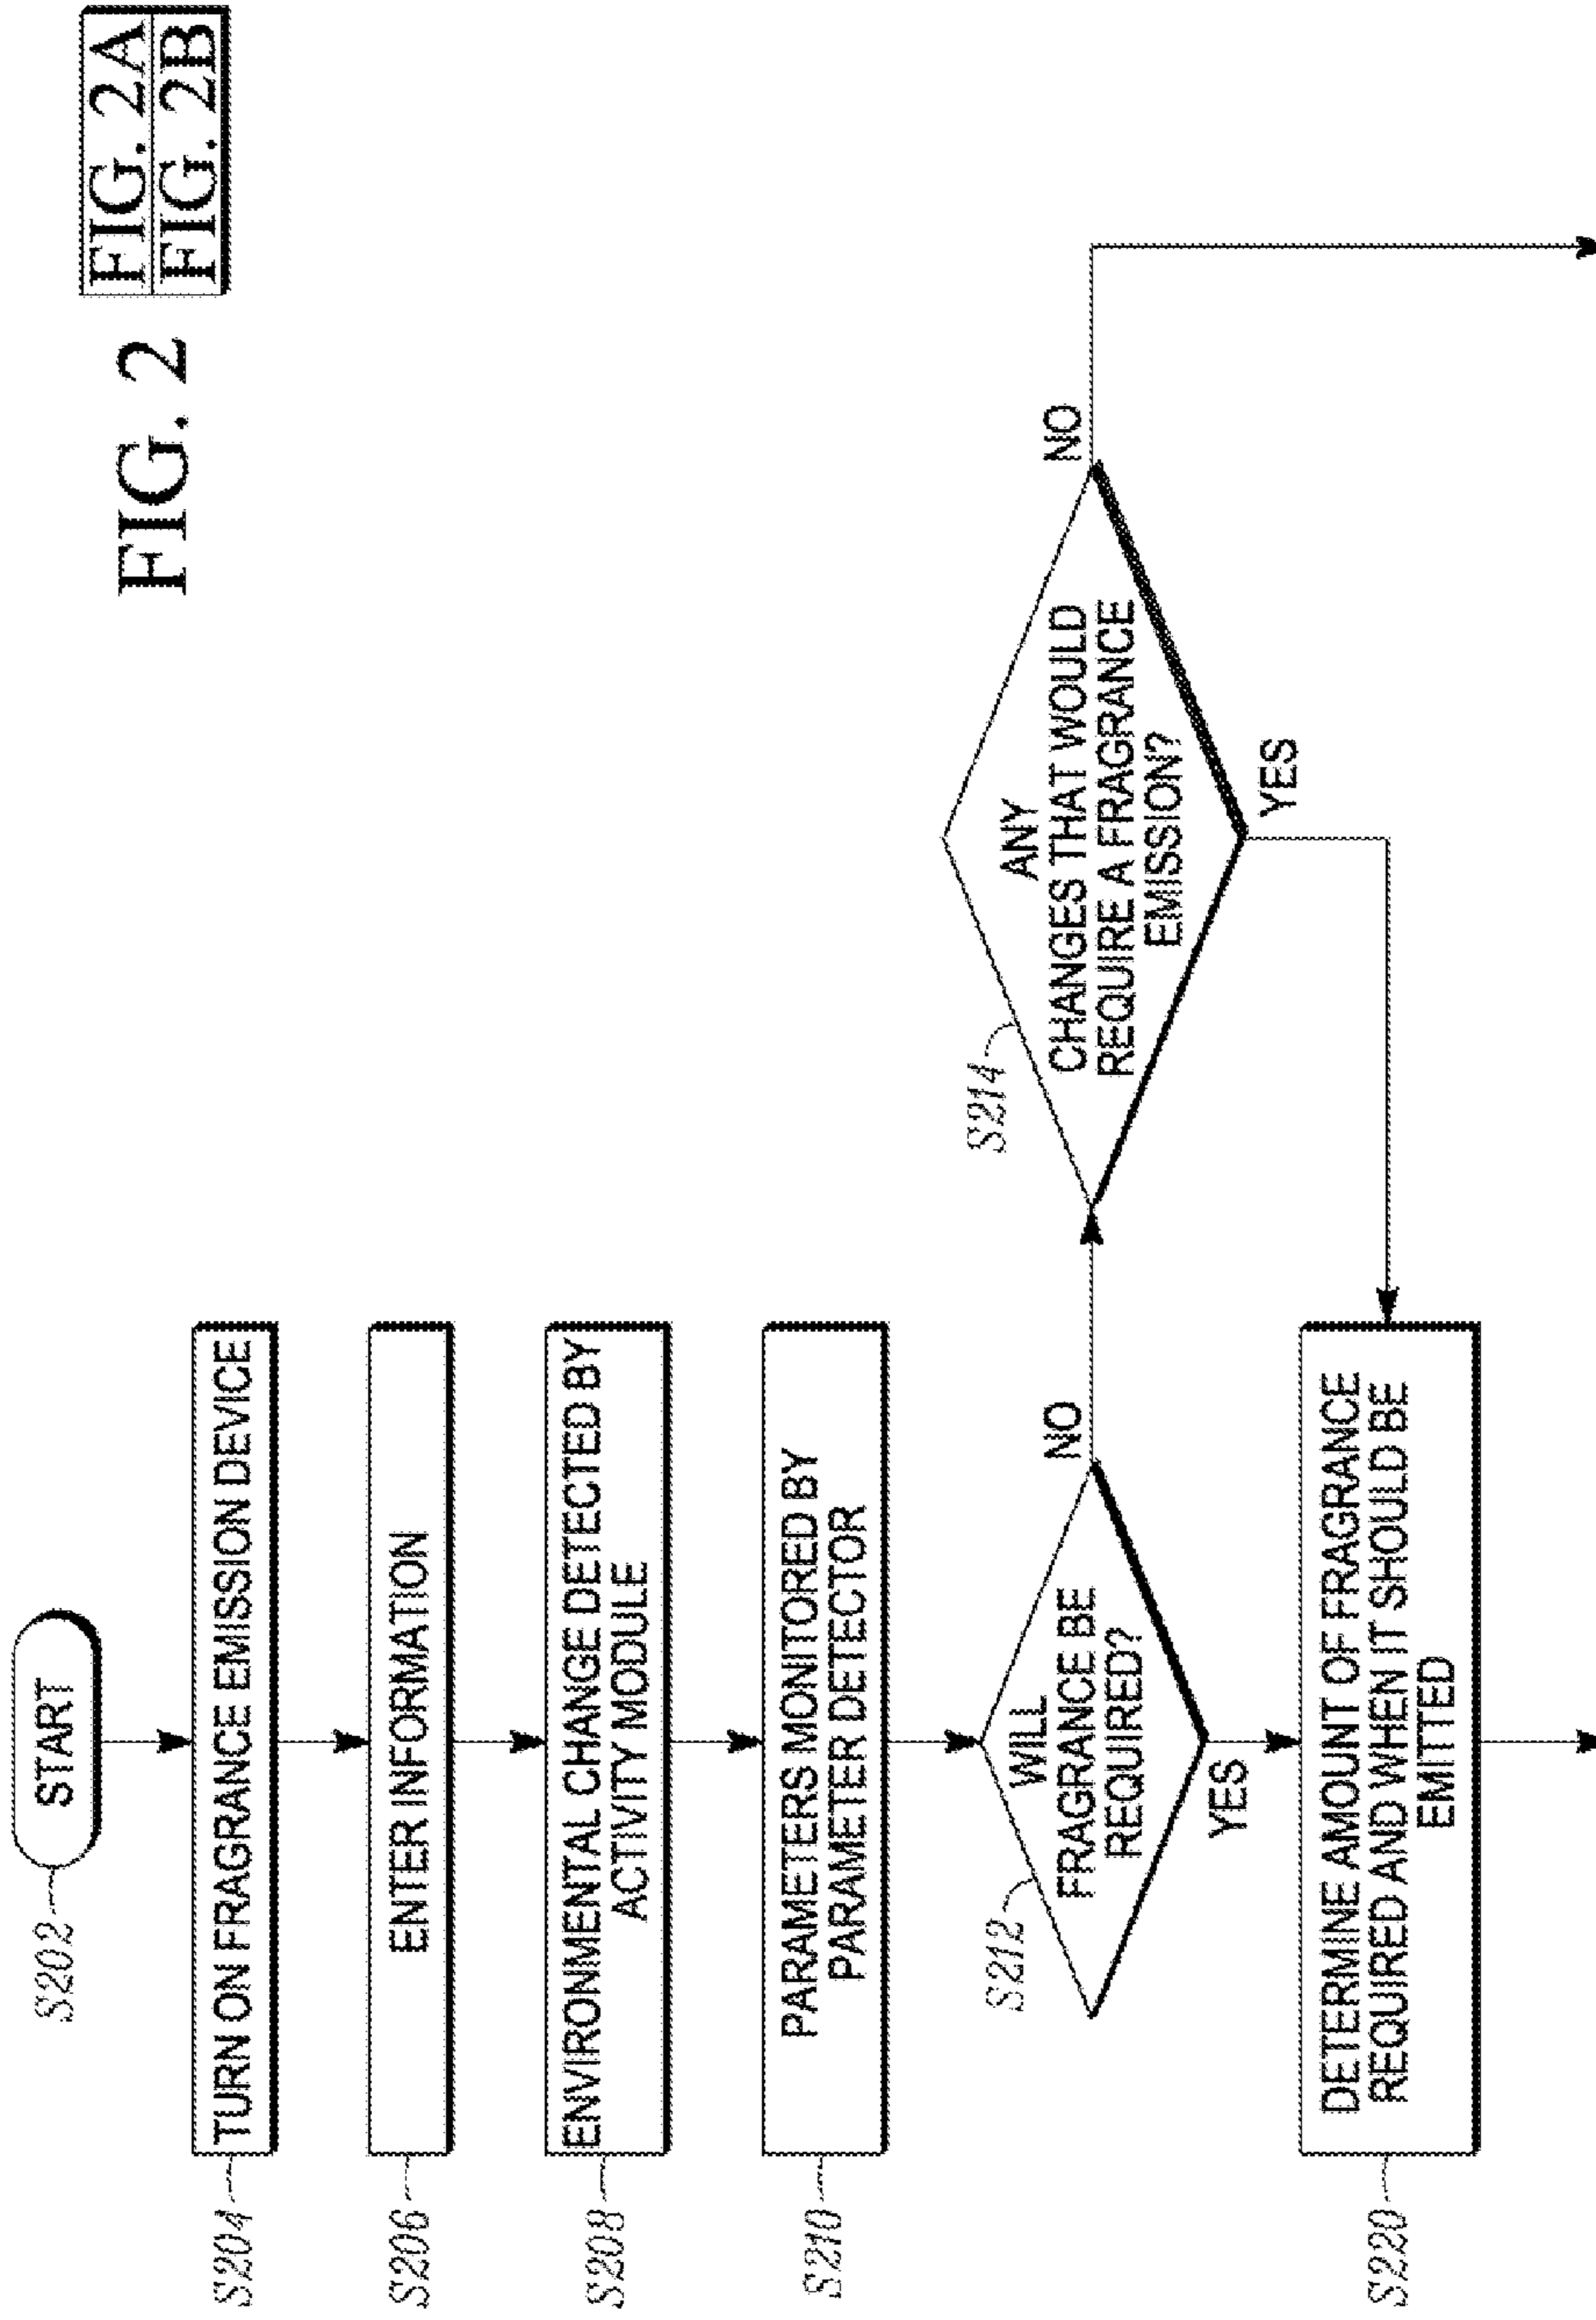 FIG. 2
FIG. 2A
FIG. 2B
S202
START
S204
TURN ON FRAGRANCE EMISSION DEVICE
S206
ENTER INFORMATION
S208
ENVIRONMENTAL CHANGE DETECTED BY
ACTIVITY MODULE
S210
PARAMETERS MONITORED BY
PARAMETER DETECTOR
S212
WILL
FRAGRANCE BE
REQUIRED?
NO
YES
S214
ANY
CHANGES THAT WOULD
REQUIRE A FRAGRANCE
EMISSION?
NO
YES
S220
DETERMINE AMOUNT OF FRAGRANCE
REQUIRED AND WHEN IT SHOULD BE
EMITTED